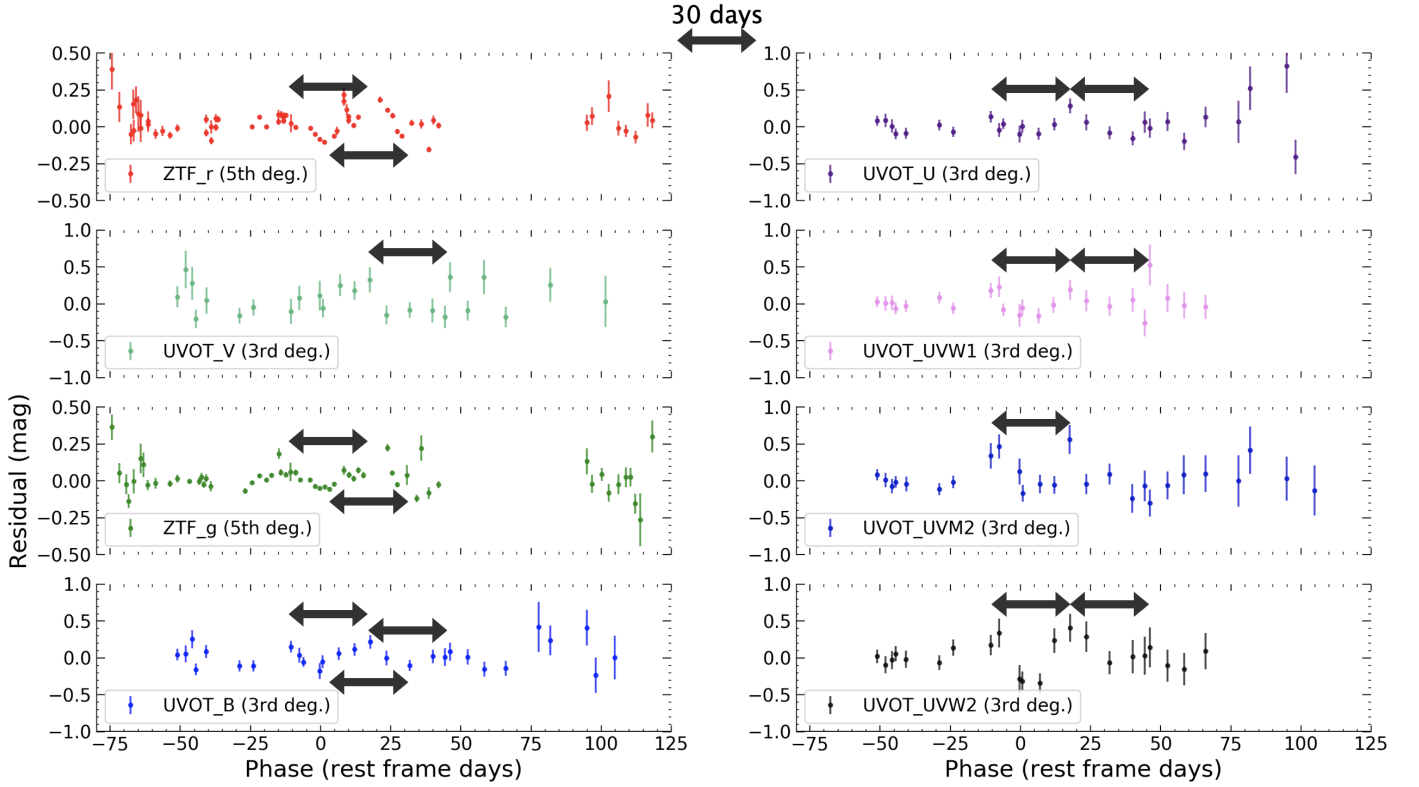 30 days
0.50
0.25
0.00
−0.25
−0.50
ZTF_r (5th deg.)
1.0
0.5
0.0
−0.5
−1.0
UVOT_U (3rd deg.)
1.0
0.5
0.0
−0.5
−1.0
UVOT_V (3rd deg.)
1.0
0.5
0.0
−0.5
−1.0
UVOT_UVW1 (3rd deg.)
Residual (mag)
0.50
0.25
0.00
−0.25
−0.50
ZTF_g (5th deg.)
1.0
0.5
0.0
−0.5
−1.0
UVOT_UVM2 (3rd deg.)
1.0
0.5
0.0
−0.5
−1.0
UVOT_B (3rd deg.)
−75 −50 −25 0 25 50 75 100 125
Phase (rest frame days)
1.0
0.5
0.0
−0.5
−1.0
UVOT_UVW2 (3rd deg.)
−75 −50 −25 0 25 50 75 100 125
Phase (rest frame days)